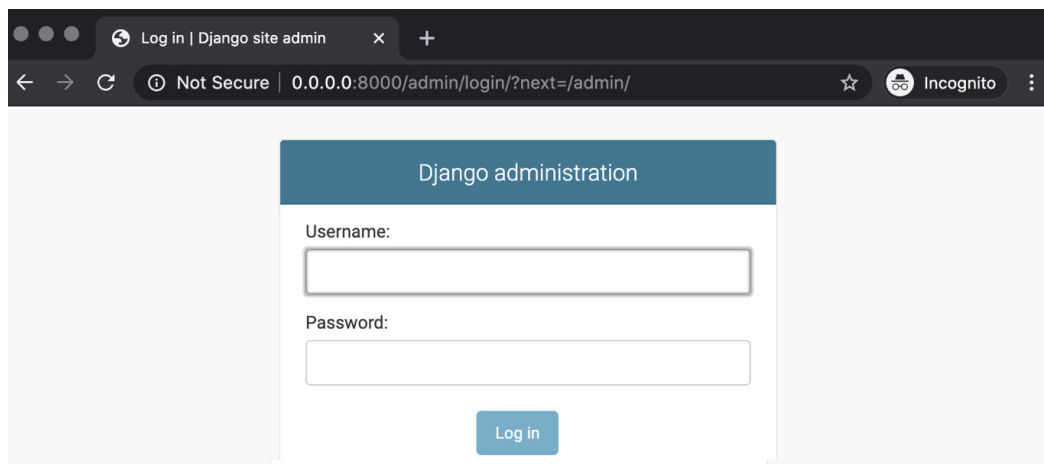 Log in | Django site admin
Not Secure | 0.0.0.0:8000/admin/login/?next=/admin/ Incognito
Django administration
Username:
Password:
Log in